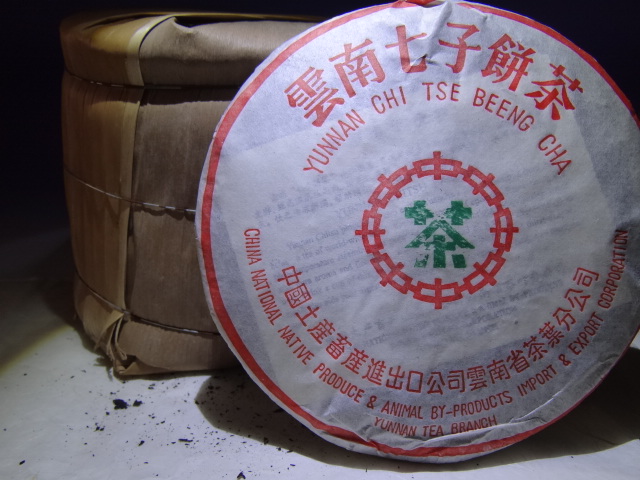 雲南七子餅茶
YUNNAN CHI TSE BEENG CHA
茶
中國土産畜産進出口公司雲南省茶葉分公司
CHINA NATIONAL NATIVE PRODUCE & ANIMAL BY-PRODUCTS IMPORT & EXPORT CORPORATION
YUNNAN TEA BRANCH